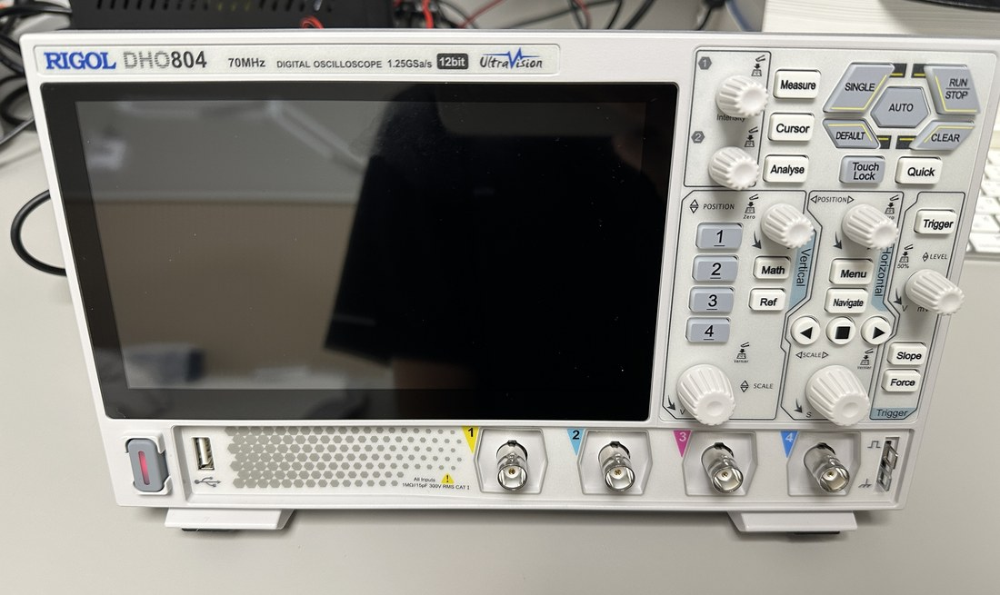 RIGOL DHO804 70MHz DIGITAL OSCILLOSCOPE 1.25GSa/s 12bit UltraVision
1
Intensity
2
Measure
Cursor
Analyse
SINGLE
RUN
STOP
AUTO
DEFAULT
CLEAR
Touch
Lock
Quick
POSITION
Zero
1
2
3
4
Math
Ref
Vertical
Vernier
SCALE
V
POSITION
Horizontal
Menu
Navigate
SCALE
Vernier
S
Trigger
LEVEL
50%
V
Slope
Force
Trigger
All Inputs
1MΩ//15pF 300V RMS CAT I
1
2
3
4